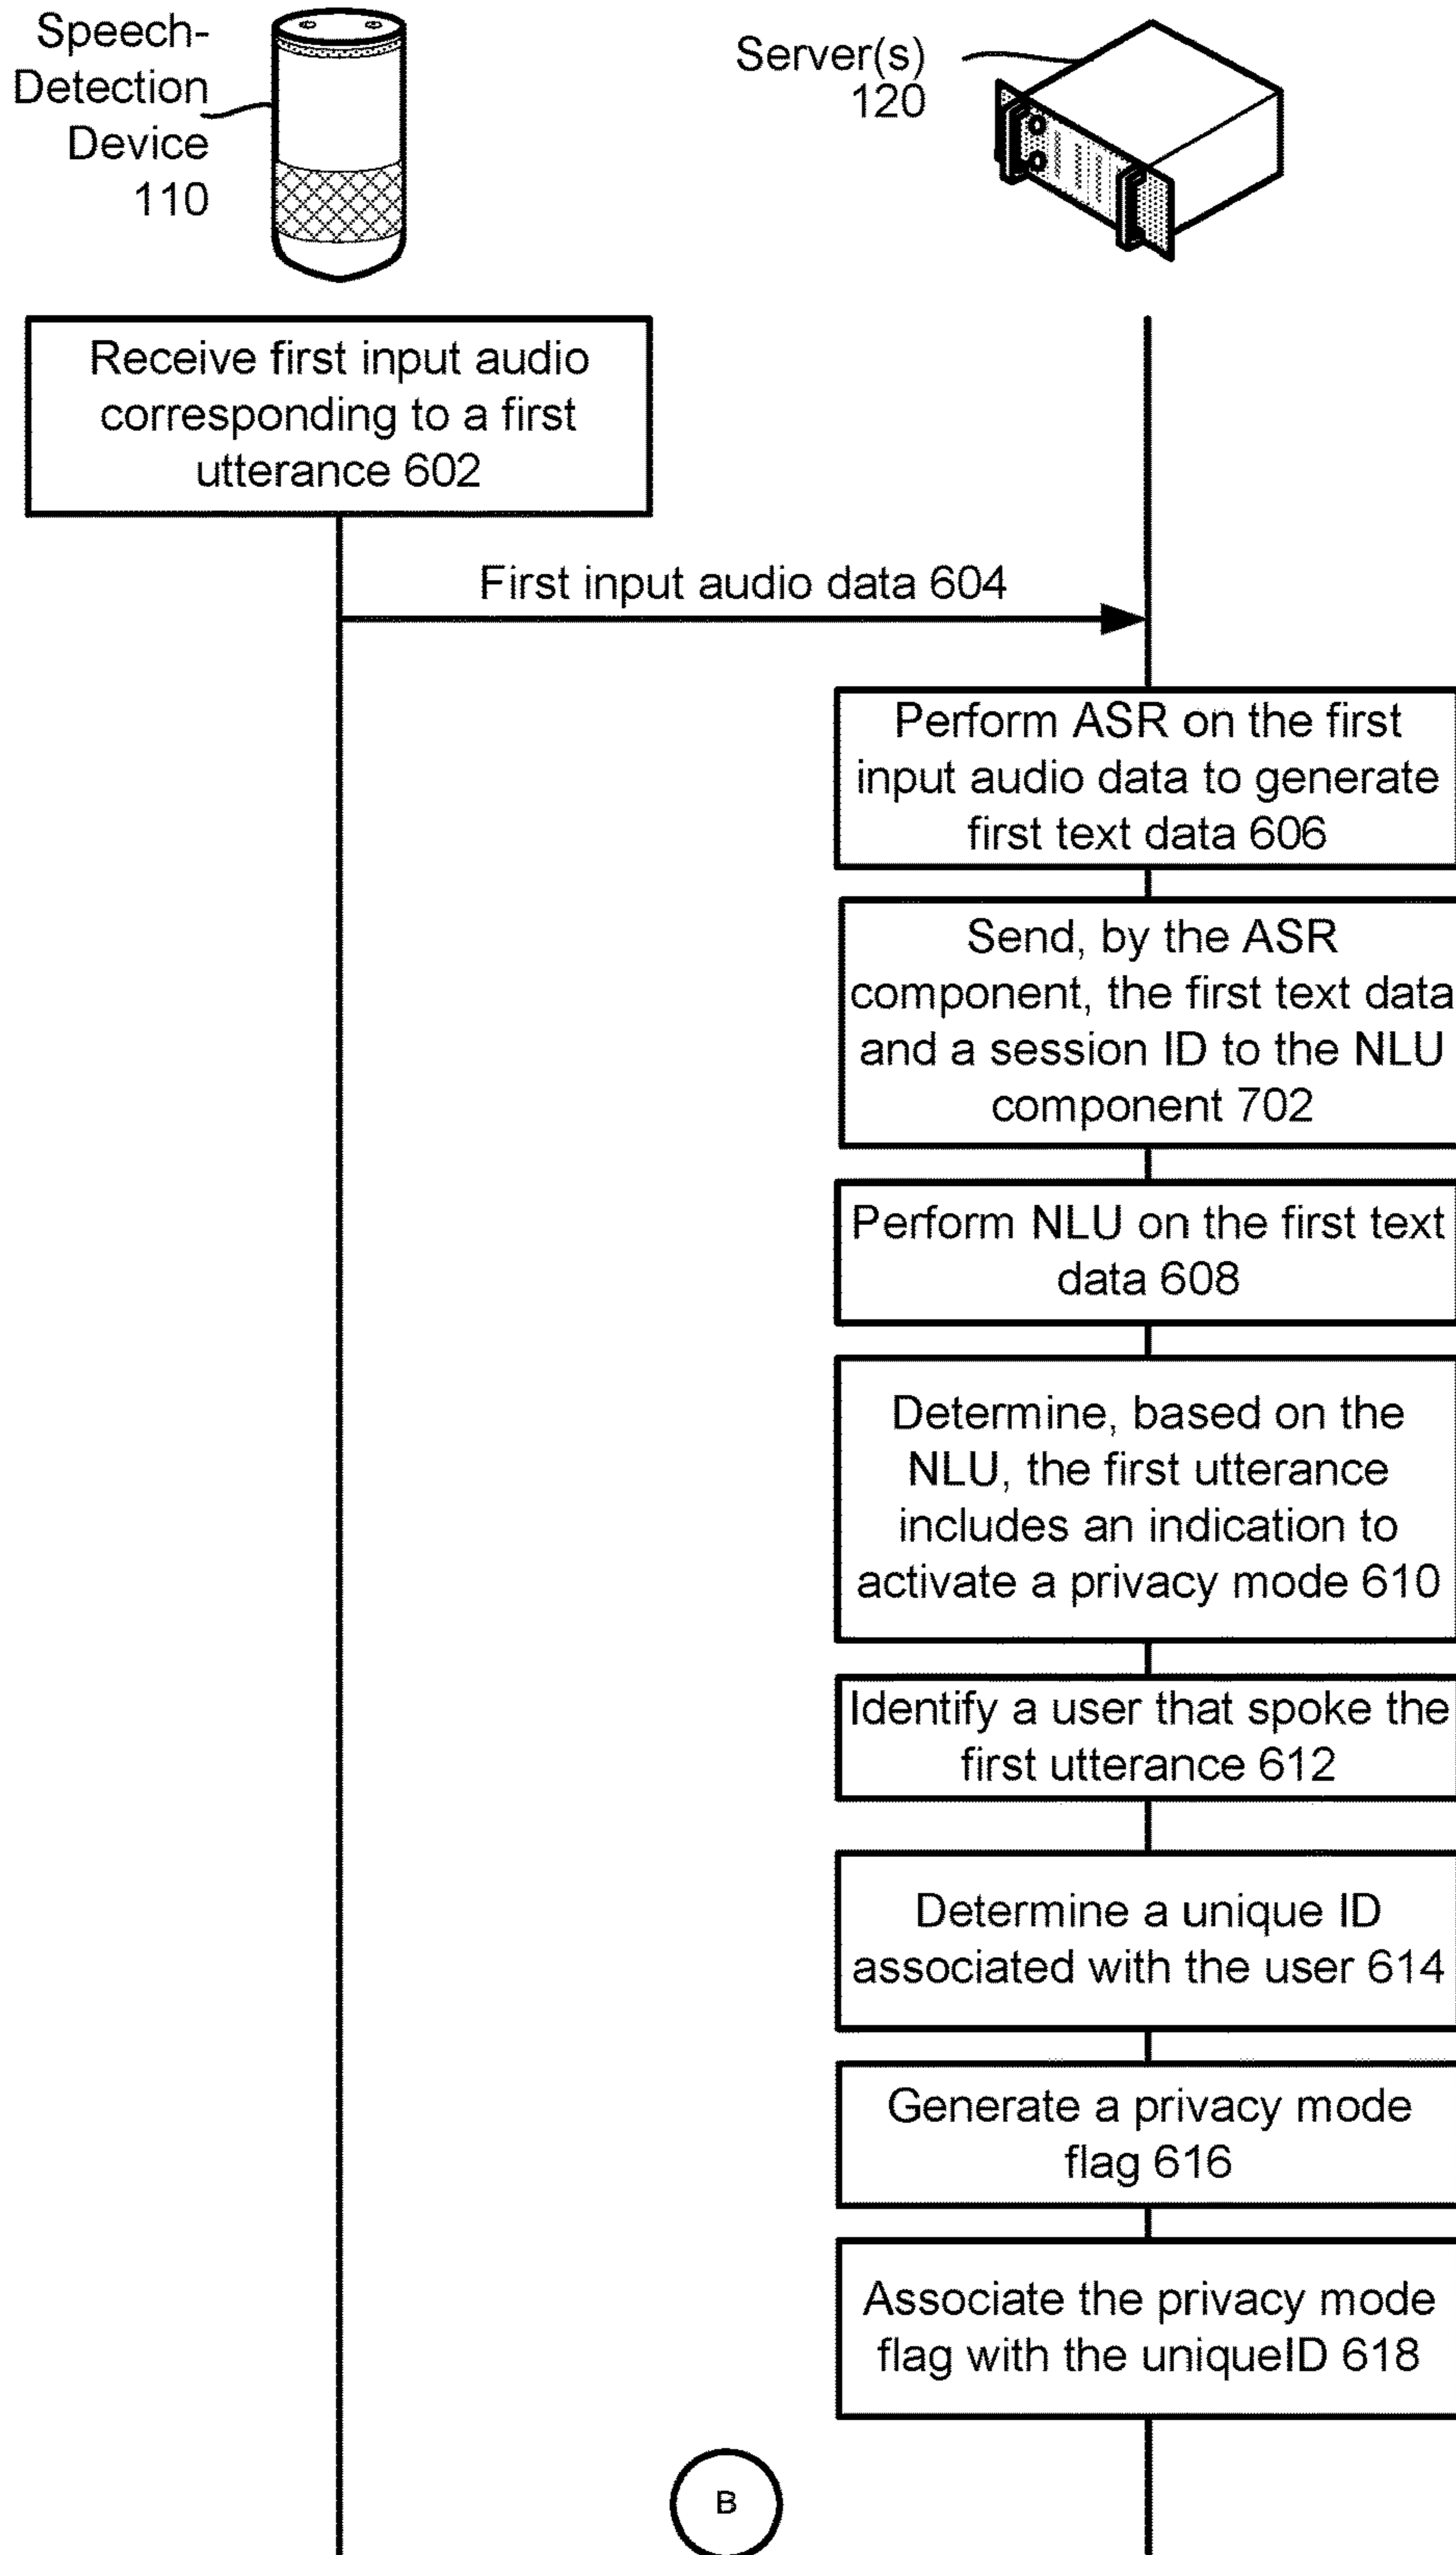 Speech-
Detection
Device
110
Server(s)
120
Receive first input audio
corresponding to a first
utterance 602
First input audio data 604
Perform ASR on the first
input audio data to generate
first text data 606
Send, by the ASR
component, the first text data
and a session ID to the NLU
component 702
Perform NLU on the first text
data 608
Determine, based on the
NLU, the first utterance
includes an indication to
activate a privacy mode 610
Identify a user that spoke the
first utterance 612
Determine a unique ID
associated with the user 614
Generate a privacy mode
flag 616
Associate the privacy mode
flag with the uniqueID 618
B